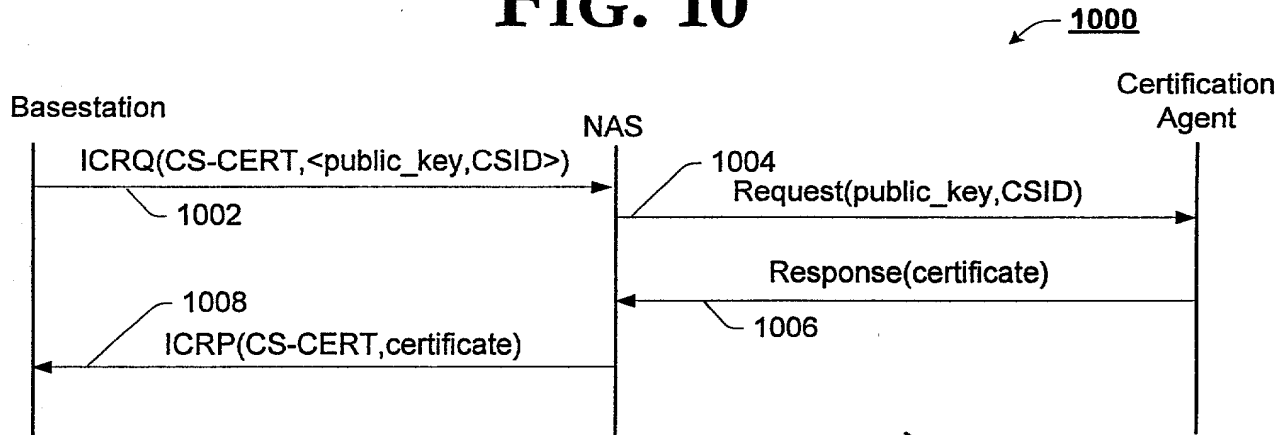 FIG. 10
1000
Basestation
NAS
Certification
Agent
ICRQ(CS-CERT,<public_key,CSID>)
1002
1004
Request(public_key,CSID)
Response(certificate)
1006
1008
ICRP(CS-CERT,certificate)